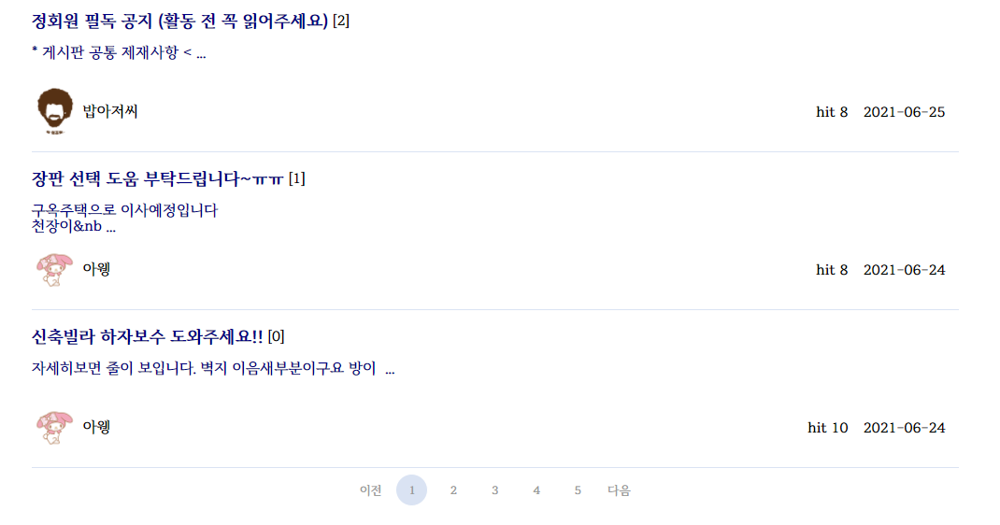 정회원 필독 공지 (활동 전 꼭 읽어주세요) [2]
* 게시판 공통 제재사항 < ...
밥아저씨 hit 8 2021-06-25
장판 선택 도움 부탁드립니다~ㅠㅠ [1]
구옥주택으로 이사예정입니다
천장이&nb ...
아웽 hit 8 2021-06-24
신축빌라 하자보수 도와주세요!! [0]
자세히보면 줄이 보입니다. 벽지 이음새부분이구요 방이 ...
아웽 hit 10 2021-06-24
이전 1 2 3 4 5 다음